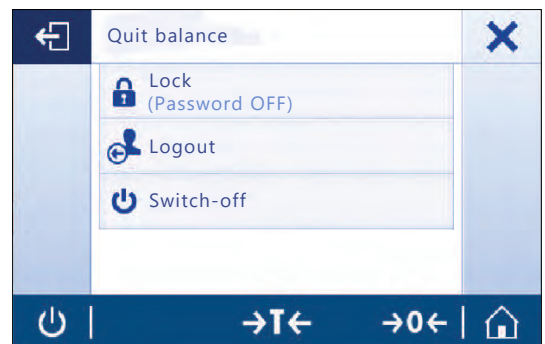 Quit balance
Lock
(Password OFF)
Logout
Switch-off
→T← →0←